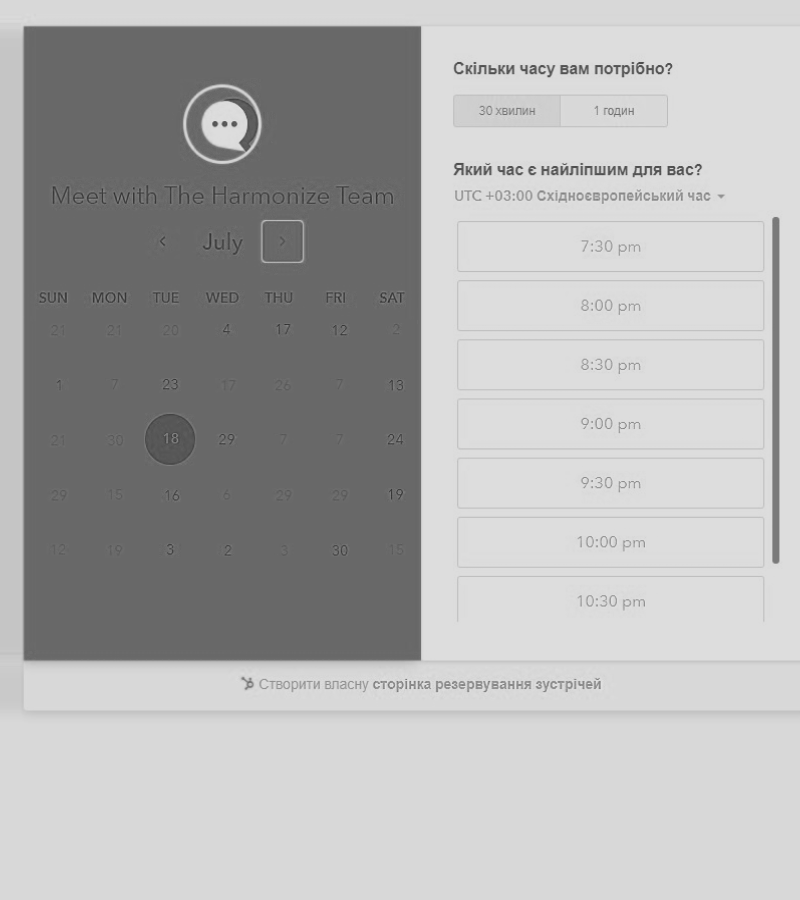 Meet with The Harmonize Team
July
SUN MON TUE WED THU FRI SAT
21 21 20 4 17 12 2
1 7 23 17 26 7 13
21 30 18 29 7 7 24
29 15 16 6 29 29 19
12 19 3 2 3 30 15
Скільки часу вам потрібно?
30 хвилин 1 годин
Який час є найліпшим для вас?
UTC +03:00 Східноєвропейський час
7:30 pm
8:00 pm
8:30 pm
9:00 pm
9:30 pm
10:00 pm
10:30 pm
Створити власну сторінка резервування зустрічей